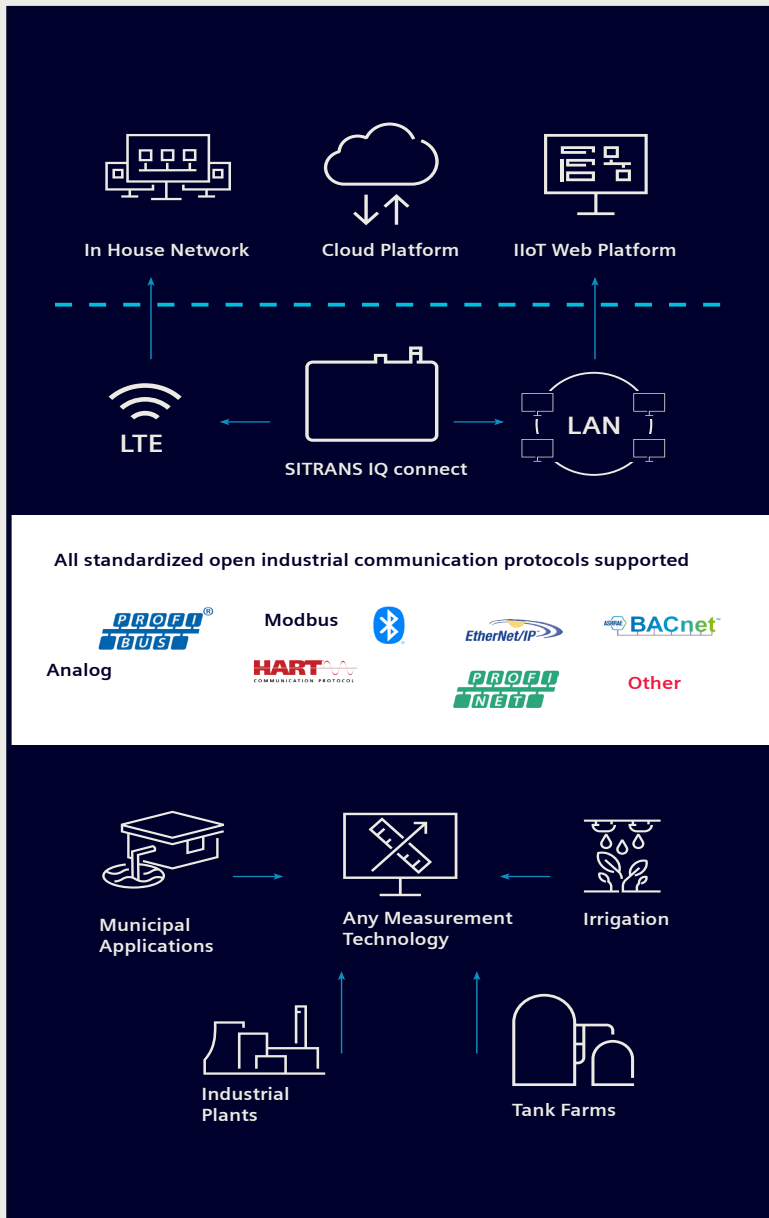 In House Network
Cloud Platform
IIoT Web Platform
LTE
SITRANS IQ connect
LAN
All standardized open industrial communication protocols supported
PROFI
BUS
®
Modbus
EtherNet/IP
ASHRAE BACnet™
Analog
HART
COMMUNICATION PROTOCOL
PROFI
NET
Other
Municipal
Applications
Any Measurement
Technology
Irrigation
Industrial
Plants
Tank Farms